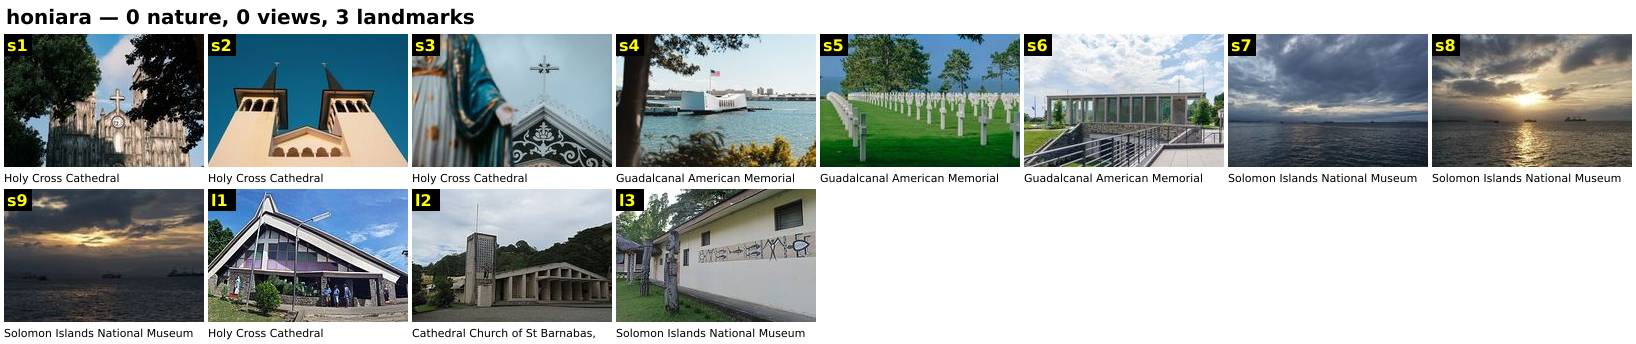 honiara — 0 nature, 0 views, 3 landmarks
s1 s2 s3 s4 s5 s6 s7 s8
Holy Cross Cathedral Holy Cross Cathedral Holy Cross Cathedral Guadalcanal American Memorial Guadalcanal American Memorial Guadalcanal American Memorial Solomon Islands National Museum Solomon Islands National Museum
s9 l1 l2 l3
Solomon Islands National Museum Holy Cross Cathedral Cathedral Church of St Barnabas, Solomon Islands National Museum